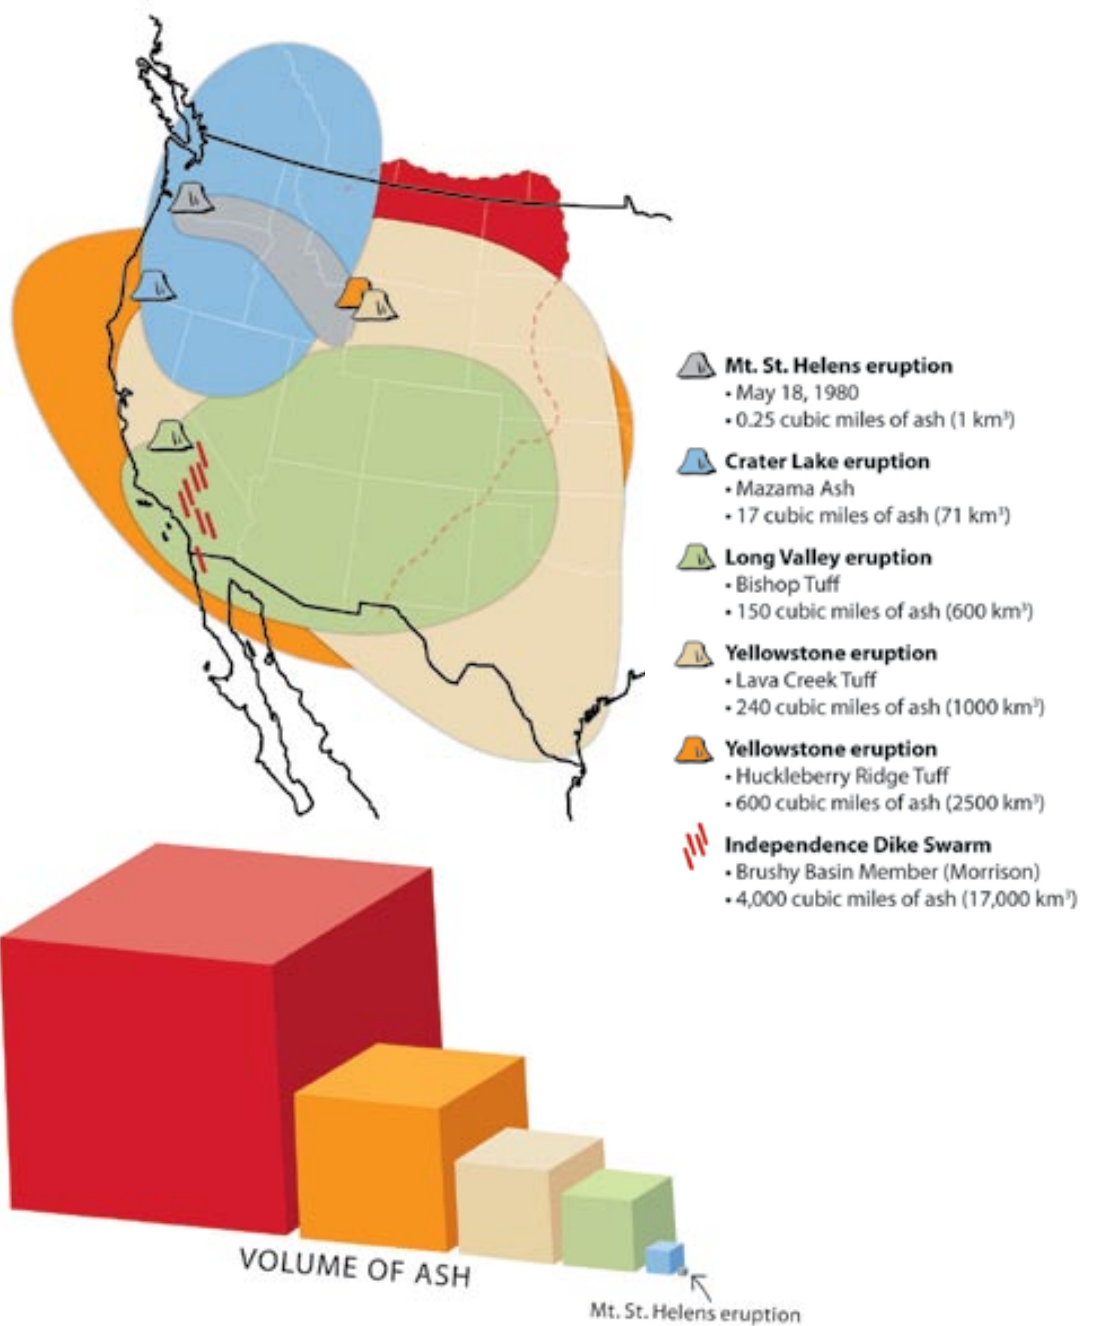 Mt. St. Helens eruption
• May 18, 1980
• 0.25 cubic miles of ash (1 km³)
Crater Lake eruption
• Mazama Ash
• 17 cubic miles of ash (71 km³)
Long Valley eruption
• Bishop Tuff
• 150 cubic miles of ash (600 km³)
Yellowstone eruption
• Lava Creek Tuff
• 240 cubic miles of ash (1000 km³)
Yellowstone eruption
• Huckleberry Ridge Tuff
• 600 cubic miles of ash (2500 km³)
Independence Dike Swarm
• Brushy Basin Member (Morrison)
• 4,000 cubic miles of ash (17,000 km³)
VOLUME OF ASH
Mt. St. Helens eruption